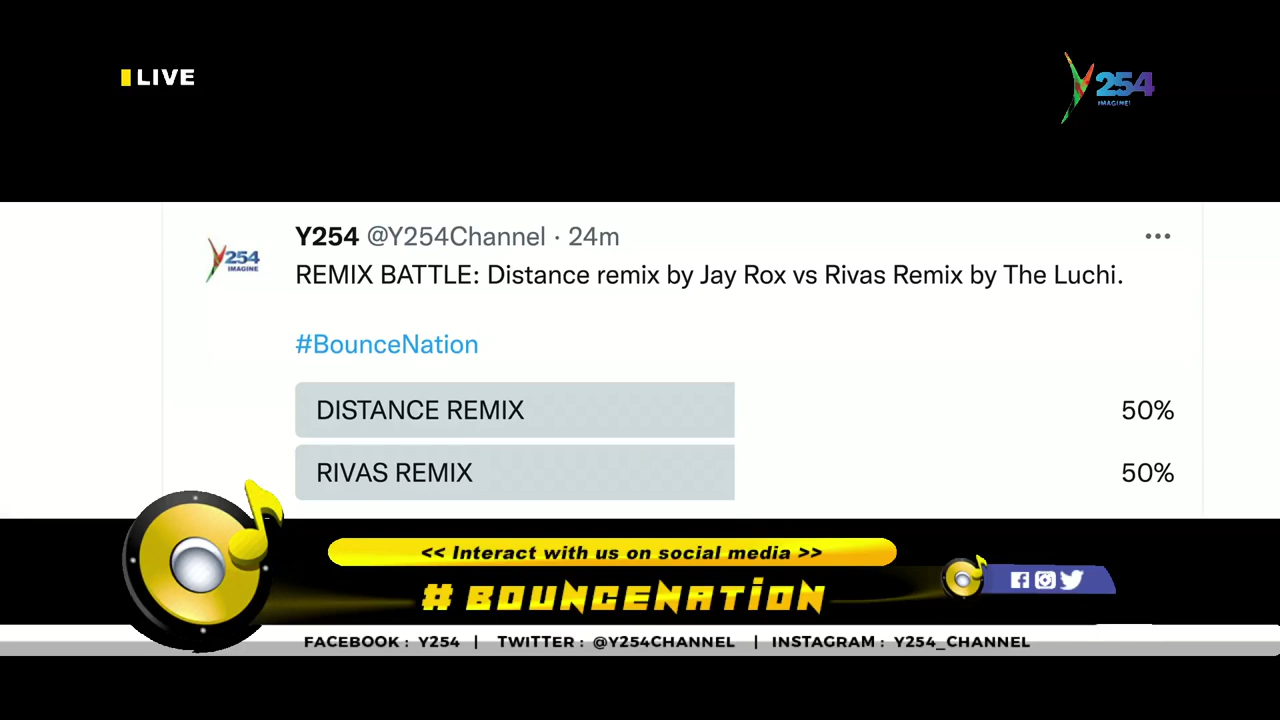 LIVE
Y254
IMAGINE!
Y254 @Y254Channel · 24m
Y254
IMAGINE
REMIX BATTLE: Distance remix by Jay Rox vs Rivas Remix by The Luchi.
#BounceNation
DISTANCE REMIX 50%
RIVAS REMIX 50%
<< Interact with us on social media >>
# BOUNCENATION
FACEBOOK : Y254 | TWITTER : @Y254CHANNEL | INSTAGRAM : Y254_CHANNEL